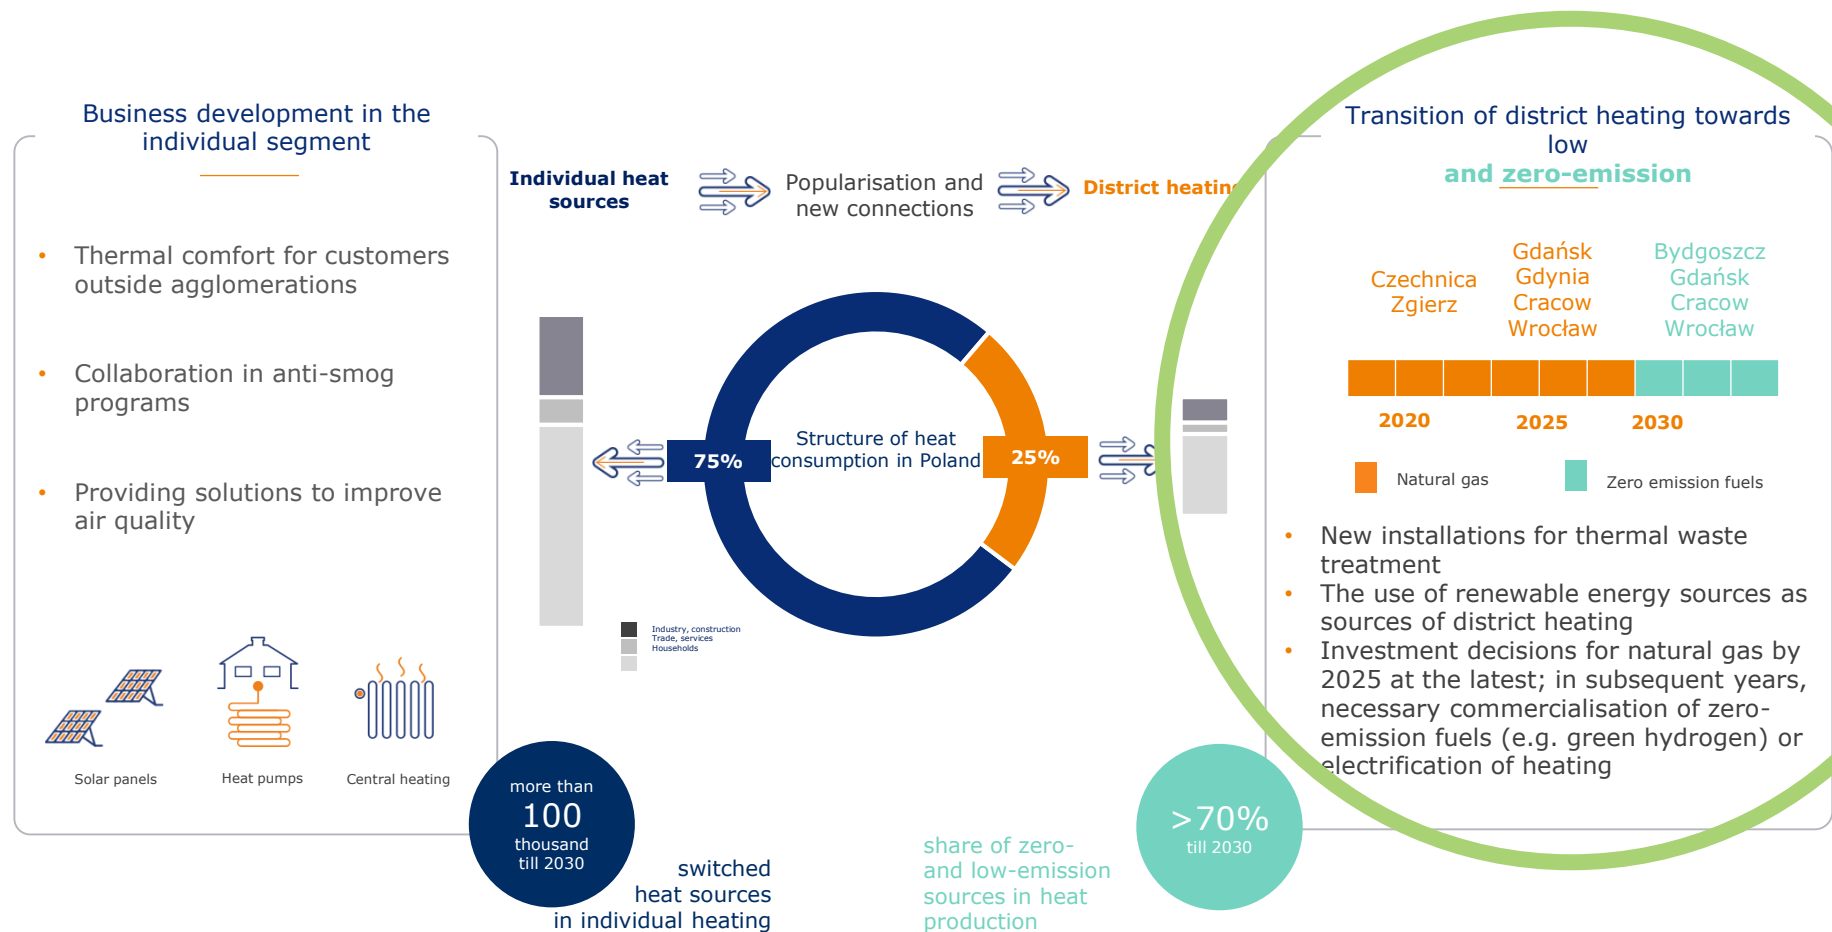 Business development in the
individual segment
• Thermal comfort for customers
outside agglomerations
• Collaboration in anti-smog
programs
• Providing solutions to improve
air quality
Solar panels
Heat pumps
Central heating
Individual heat
sources
Popularisation and
new connections
District heating
75%
Structure of heat
consumption in Poland
25%
Industry, construction
Trade, services
Households
more than
100
thousand
till 2030
switched
heat sources
in individual heating
share of zero-
and low-emission
sources in heat
production
>70%
till 2030
Transition of district heating towards
low
and zero-emission
Czechnica
Zgierz
Gdańsk
Gdynia
Cracow
Wrocław
Bydgoszcz
Gdańsk
Cracow
Wrocław
2020
2025
2030
Natural gas
Zero emission fuels
• New installations for thermal waste
treatment
• The use of renewable energy sources as
sources of district heating
• Investment decisions for natural gas by
2025 at the latest; in subsequent years,
necessary commercialisation of zero-
emission fuels (e.g. green hydrogen) or
electrification of heating